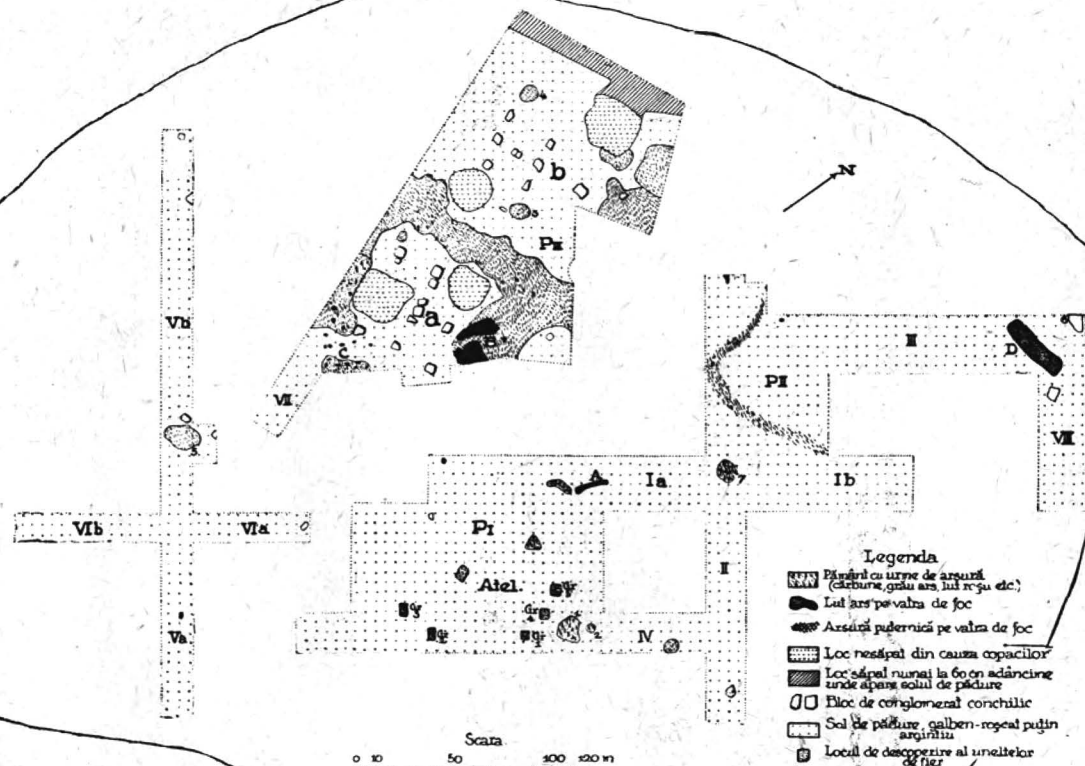 N
b
PIII
Vb
a
B
C
VII
III
D
PII
VIII
5
7
A
Ia
Ib
VIb
VIa
PI
II
Atel.
Va
IV
Legenda
Pământ cu urme de arsură
(cărbune, grâu ars, lut roșu etc.)
Lut ars pe vatra de foc
Arsură puternică pe vatra de foc
Loc nesăpat din cauza copacilor
Loc săpat numai la 60 cm adâncime
unde apare solul de pădure
Bloc de conglomerat conchilic
Sol de pădure, galben-roșcat puțin
argintiu
Locul de descoperire al uneltelor
de fier
Scara
0 10 50 100 120 m